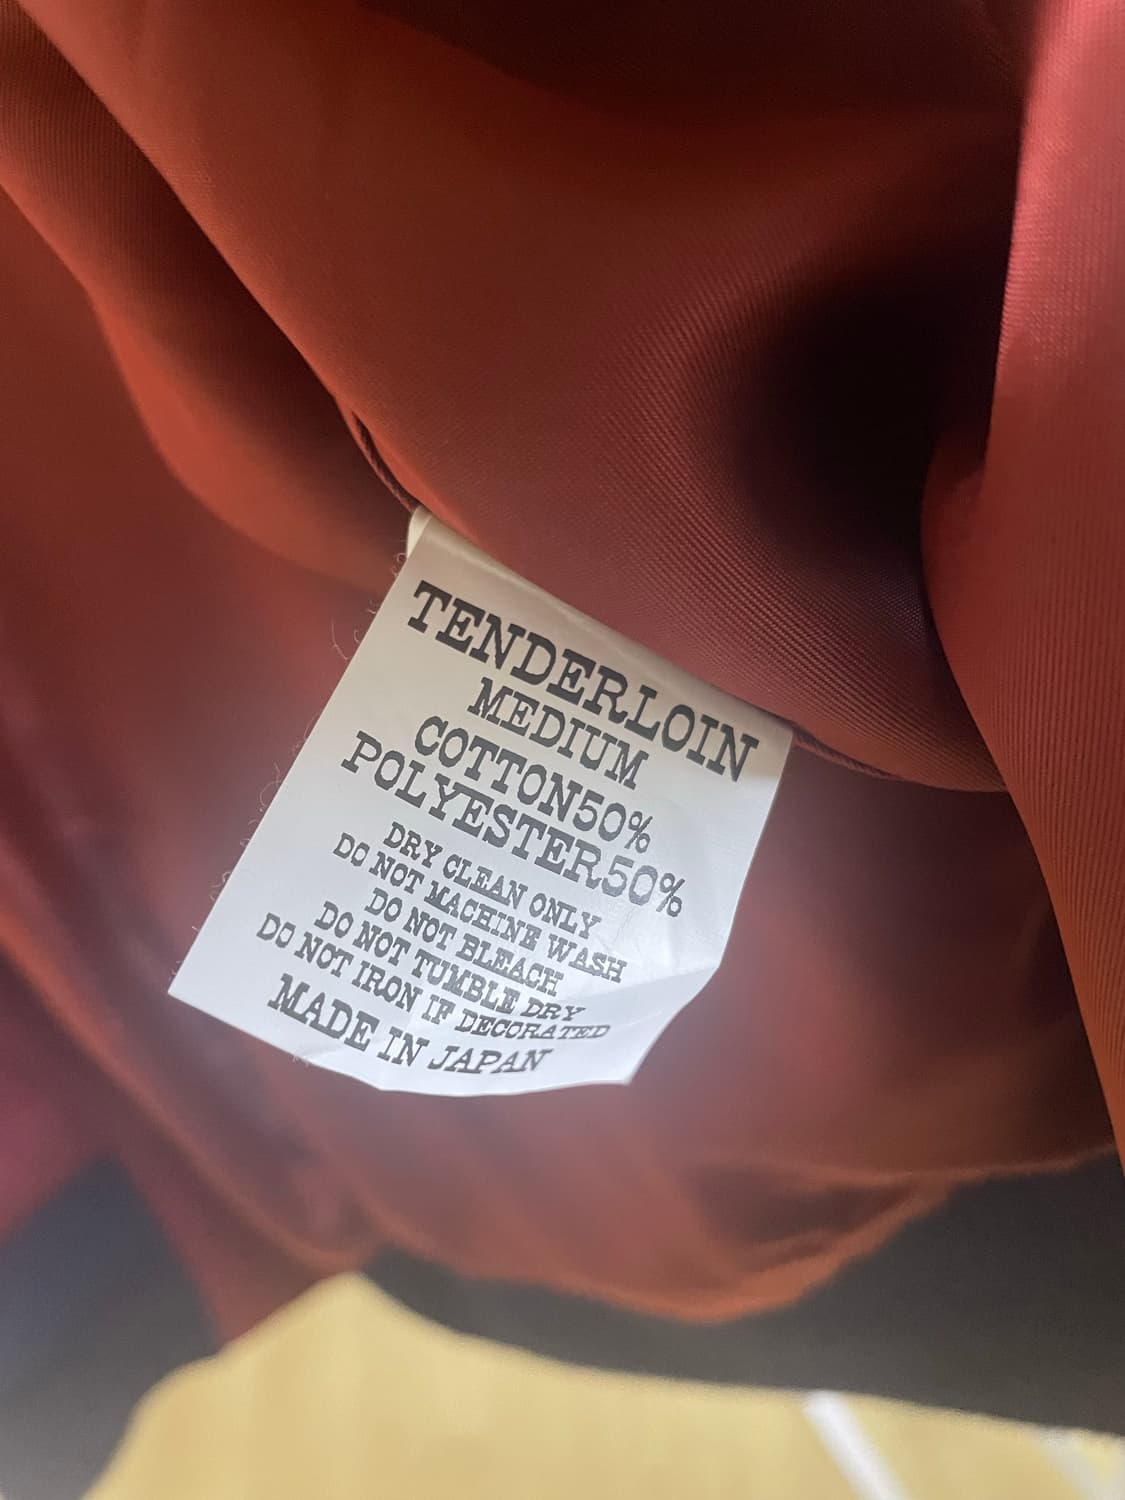 TENDERLOIN
MEDIUM
COTTON50%
POLYESTER50%
DRY CLEAN ONLY
DO NOT MACHINE WASH
DO NOT BLEACH
DO NOT TUMBLE DRY
DO NOT IRON IF DECORATED
MADE IN JAPAN